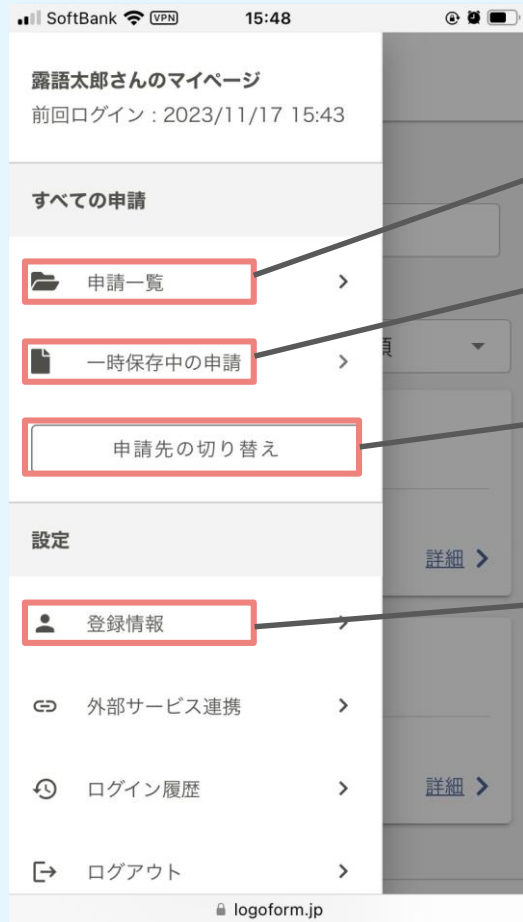 SoftBank VPN 15:48
露語太郎さんのマイページ
前回ログイン：2023/11/17 15:43
すべての申請
申請一覧
一時保存中の申請
申請先の切り替え
設定
詳細
登録情報
外部サービス連携
ログイン履歴
詳細
ログアウト
logoform.jp